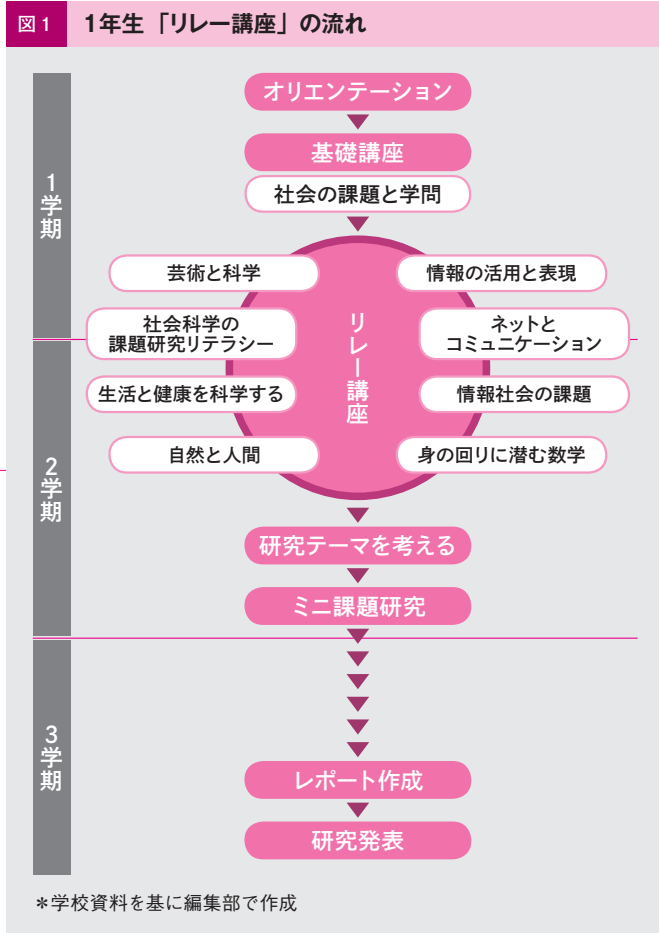 図1
1年生「リレー講座」の流れ
1学期
オリエンテーション
基礎講座
社会の課題と学問
リレー講座
芸術と科学
情報の活用と表現
社会科学の
課題研究リテラシー
ネットと
コミュニケーション
2学期
生活と健康を科学する
情報社会の課題
自然と人間
身の回りに潜む数学
研究テーマを考える
ミニ課題研究
3学期
レポート作成
研究発表
＊学校資料を基に編集部で作成